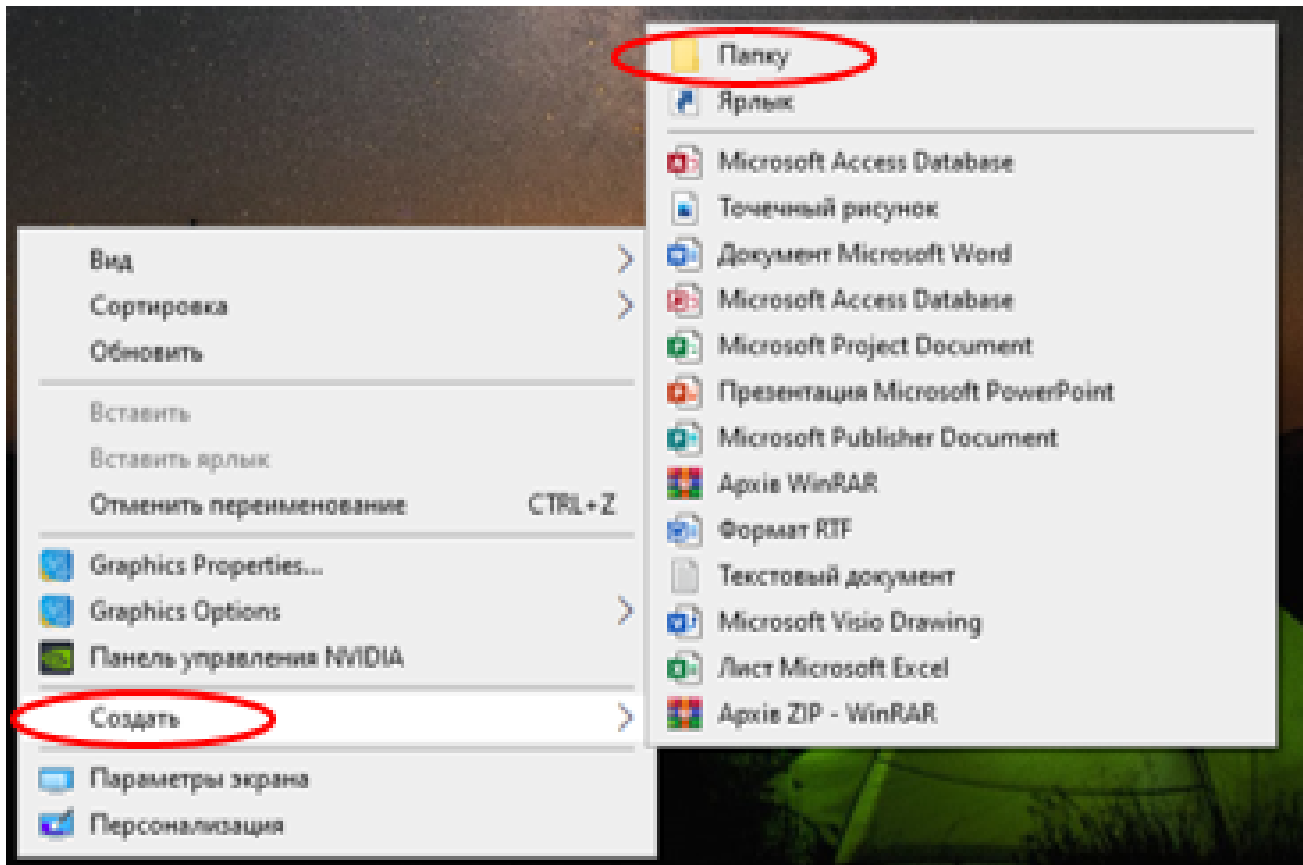 Вид
Сортировка
Обновить
Вставить
Вставить ярлык
Отменить переименование CTRL+Z
Graphics Properties...
Graphics Options
Панель управления NVIDIA
Создать
Параметры экрана
Персонализация
Папку
Ярлык
Microsoft Access Database
Точечный рисунок
Документ Microsoft Word
Microsoft Access Database
Microsoft Project Document
Презентация Microsoft PowerPoint
Microsoft Publisher Document
Архів WinRAR
Формат RTF
Текстовый документ
Microsoft Visio Drawing
Лист Microsoft Excel
Архів ZIP - WinRAR